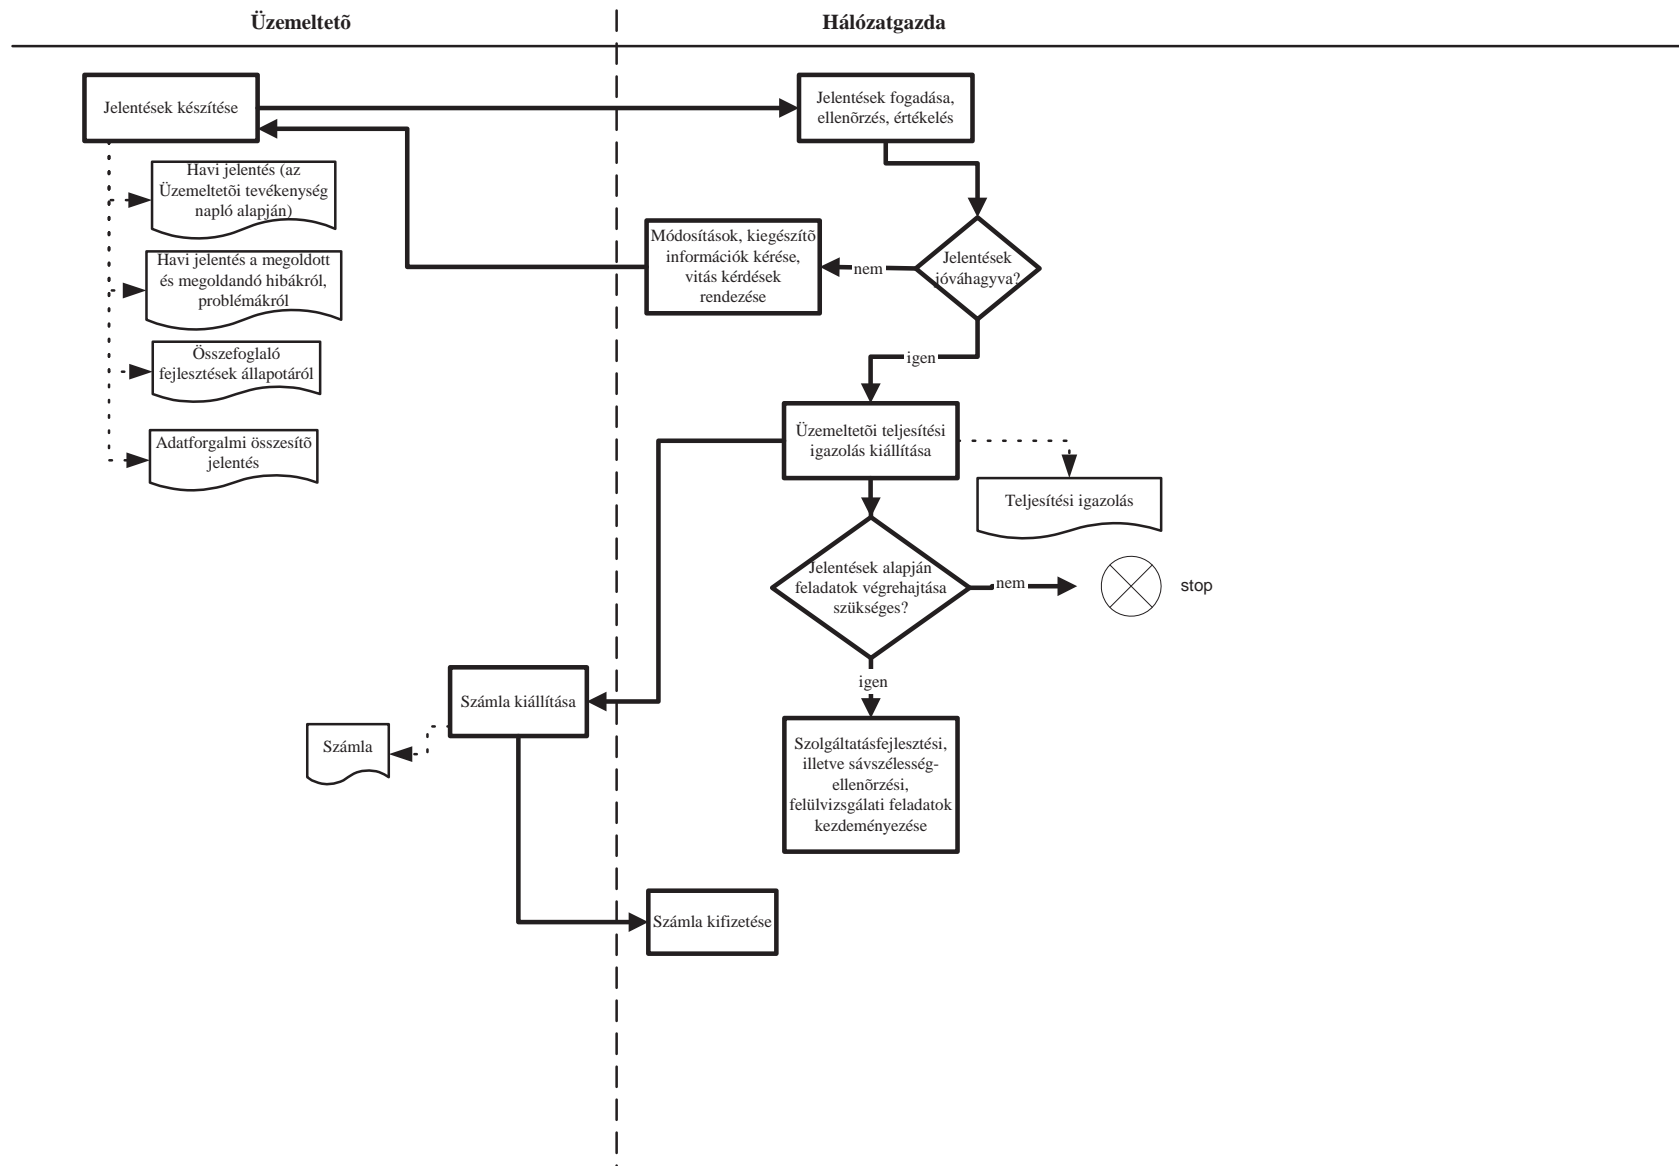 Üzemeltetõ
Hálózatgazda
Jelentések készítése
Jelentések fogadása,
ellenõrzés, értékelés
Havi jelentés (az
Üzemeltetõi tevékenység
napló alapján)
Módosítások, kiegészítõ
információk kérése,
vitás kérdések
rendezése
nem
Jelentések
jóváhagyva?
Havi jelentés a megoldott
és megoldandó hibákról,
problémákról
Összefoglaló
fejlesztések állapotáról
igen
Adatforgalmi összesítõ
jelentés
Üzemeltetõi teljesítési
igazolás kiállítása
Teljesítési igazolás
Jelentések alapján
feladatok végrehajtása
szükséges?
nem
stop
igen
Számla kiállítása
Számla
Szolgáltatásfejlesztési,
illetve sávszélesség-
ellenõrzési,
felülvizsgálati feladatok
kezdeményezése
Számla kifizetése